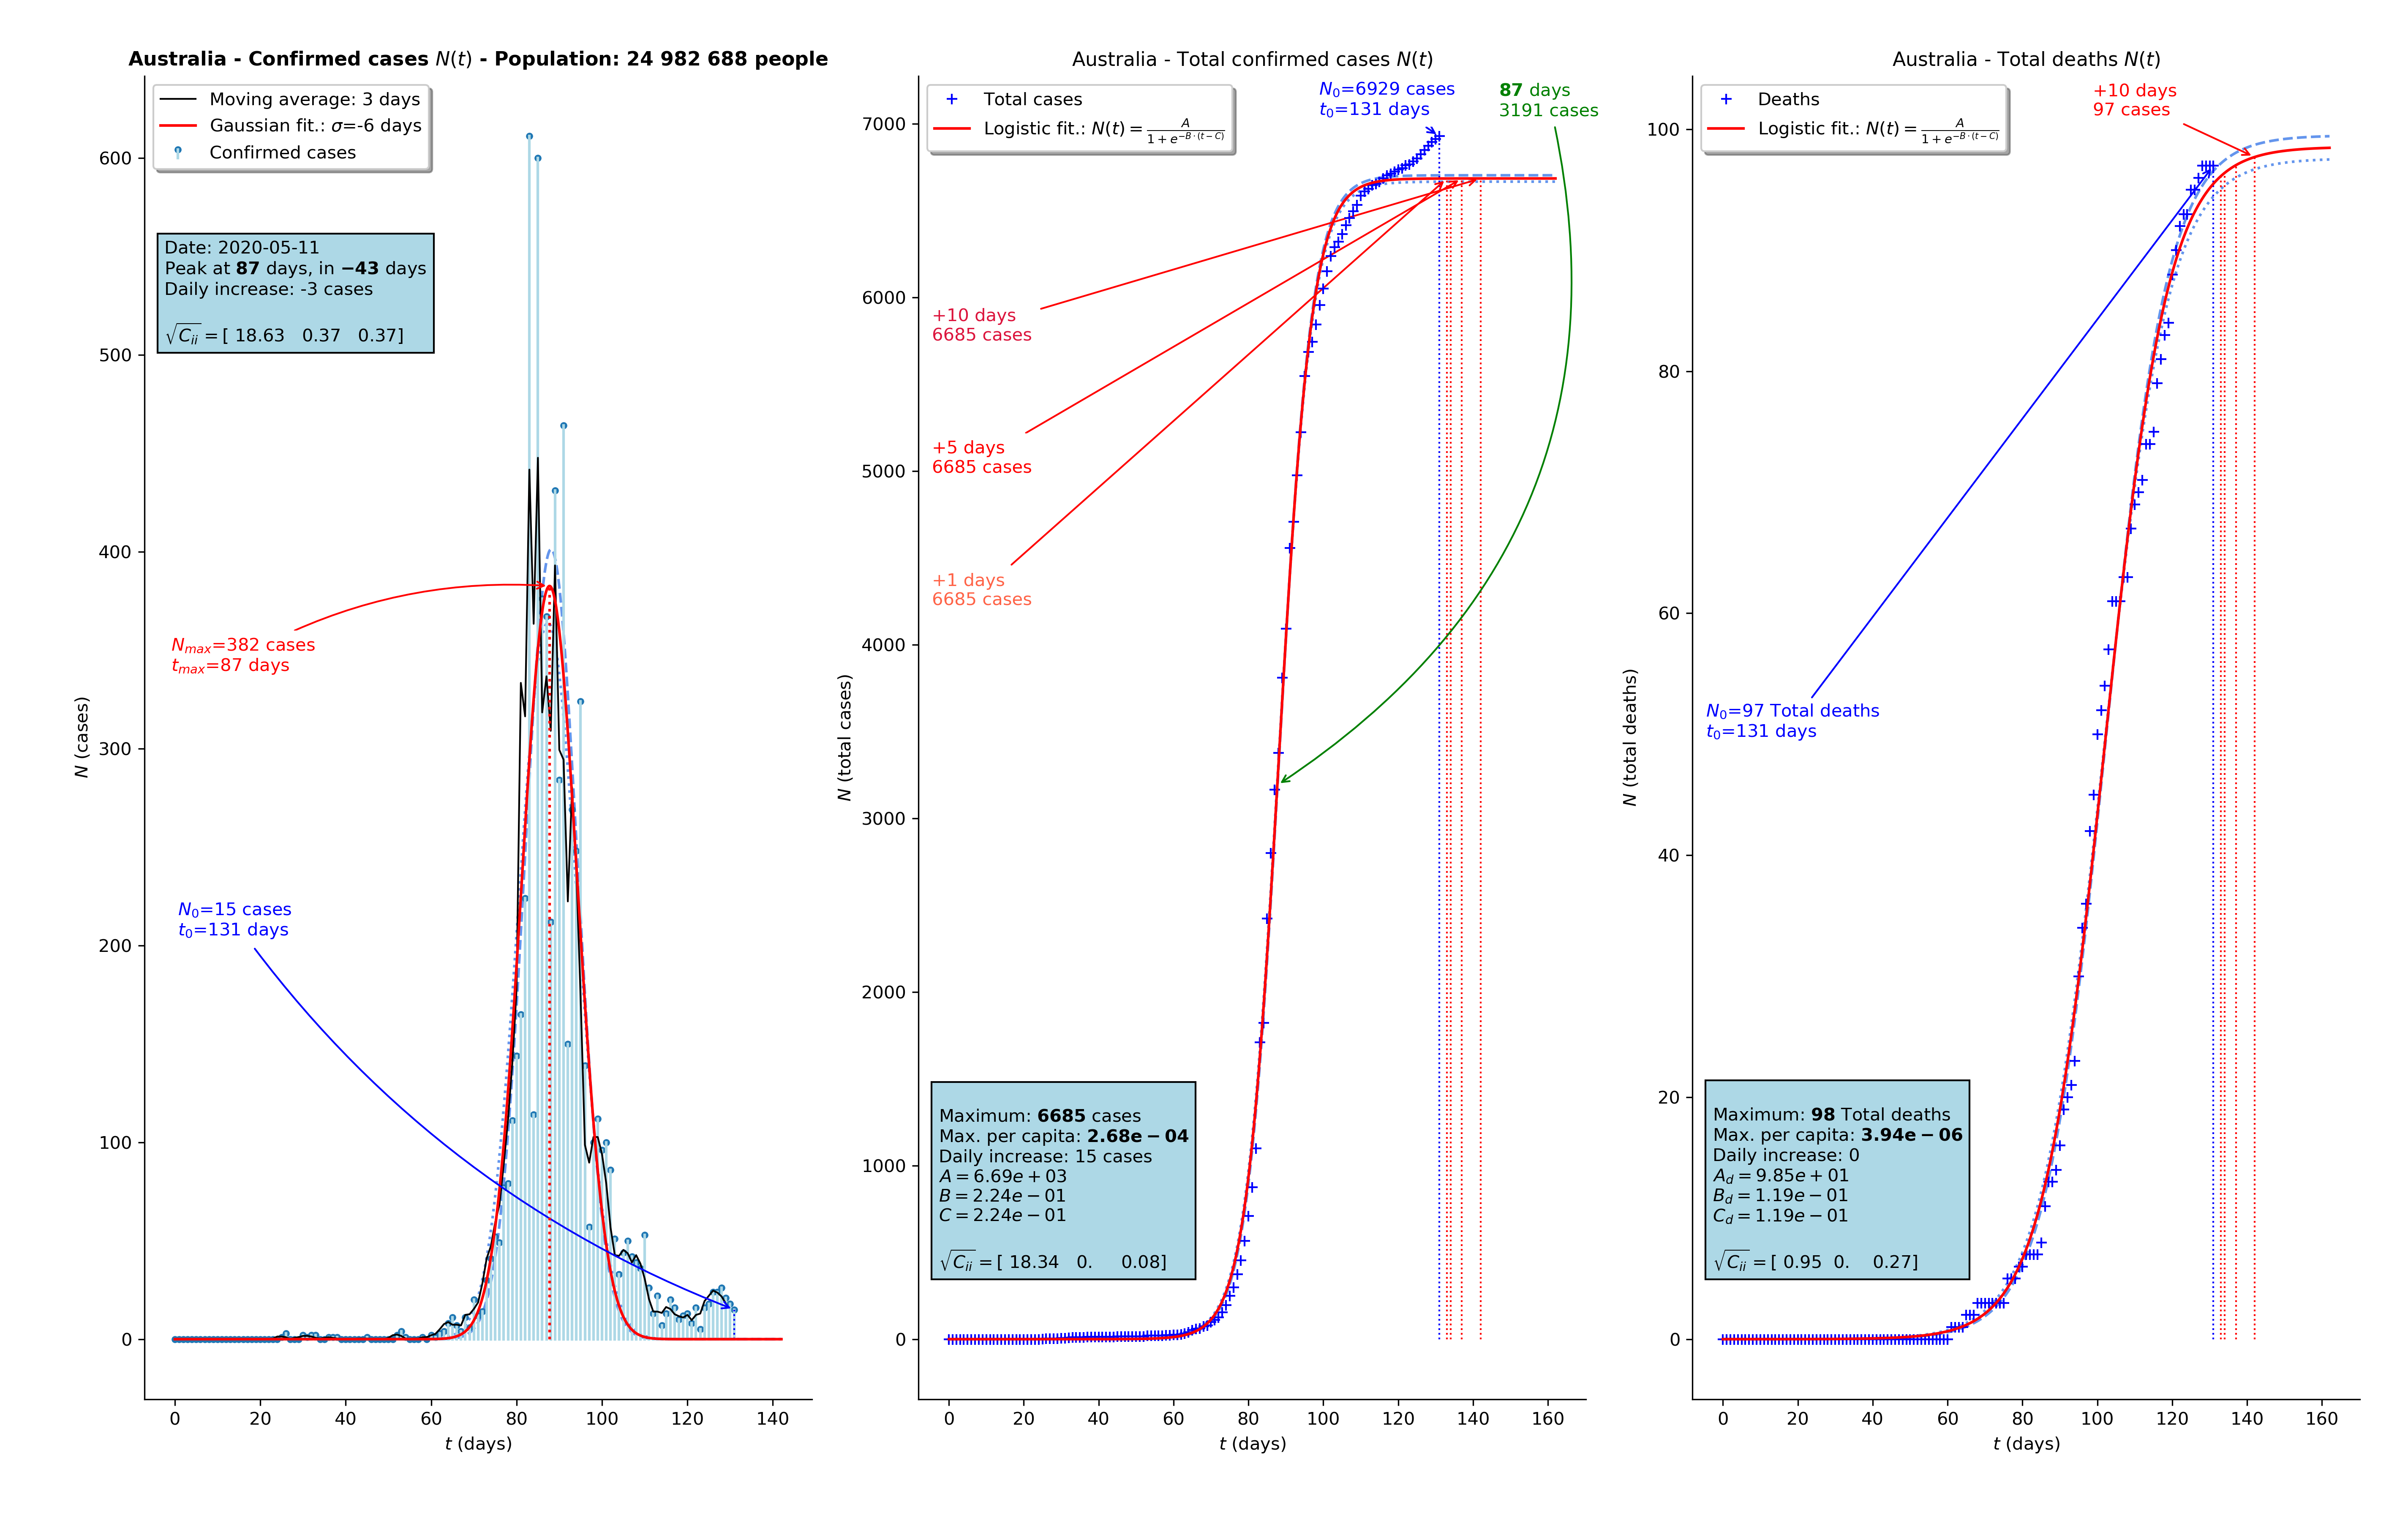 Australia - Confirmed cases N(t) - Population: 24 982 688 people
Moving average: 3 days
Gaussian fit.: σ=-6 days
Confirmed cases
Date: 2020-05-11
Peak at 87 days, in −43 days
Daily increase: -3 cases
√C_ii = [ 18.63 0.37 0.37]
N_max=382 cases
t_max=87 days
N_0=15 cases
t_0=131 days
N (cases)
600
500
400
300
200
100
0
0 20 40 60 80 100 120 140
t (days)
Australia - Total confirmed cases N(t)
Total cases
Logistic fit.: N(t) = A / (1 + e^{−B·(t−C)})
N_0=6929 cases
t_0=131 days
87 days
3191 cases
+10 days
6685 cases
+5 days
6685 cases
+1 days
6685 cases
Maximum: 6685 cases
Max. per capita: 2.68e − 04
Daily increase: 15 cases
A = 6.69e + 03
B = 2.24e − 01
C = 2.24e − 01
√C_ii = [ 18.34 0. 0.08]
N (total cases)
7000
6000
5000
4000
3000
2000
1000
0
0 20 40 60 80 100 120 140 160
t (days)
Australia - Total deaths N(t)
Deaths
Logistic fit.: N(t) = A / (1 + e^{−B·(t−C)})
+10 days
97 cases
N_0=97 Total deaths
t_0=131 days
Maximum: 98 Total deaths
Max. per capita: 3.94e − 06
Daily increase: 0
A_d = 9.85e + 01
B_d = 1.19e − 01
C_d = 1.19e − 01
√C_ii = [ 0.95 0. 0.27]
N (total deaths)
100
80
60
40
20
0
0 20 40 60 80 100 120 140 160
t (days)